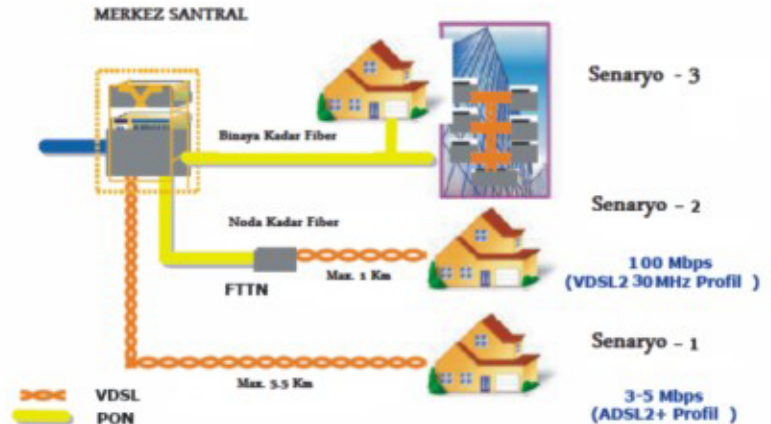 MERKEZ SANTRAL
Senaryo - 3
Binaya Kadar Fiber
Senaryo - 2
Noda Kadar Fiber
100 Mbps
(VDSL2 30MHz Profil )
Max. 1 Km
FTTN
Senaryo - 1
Max. 5.5 Km
VDSL
3-5 Mbps
PON
(ADSL2+ Profil )